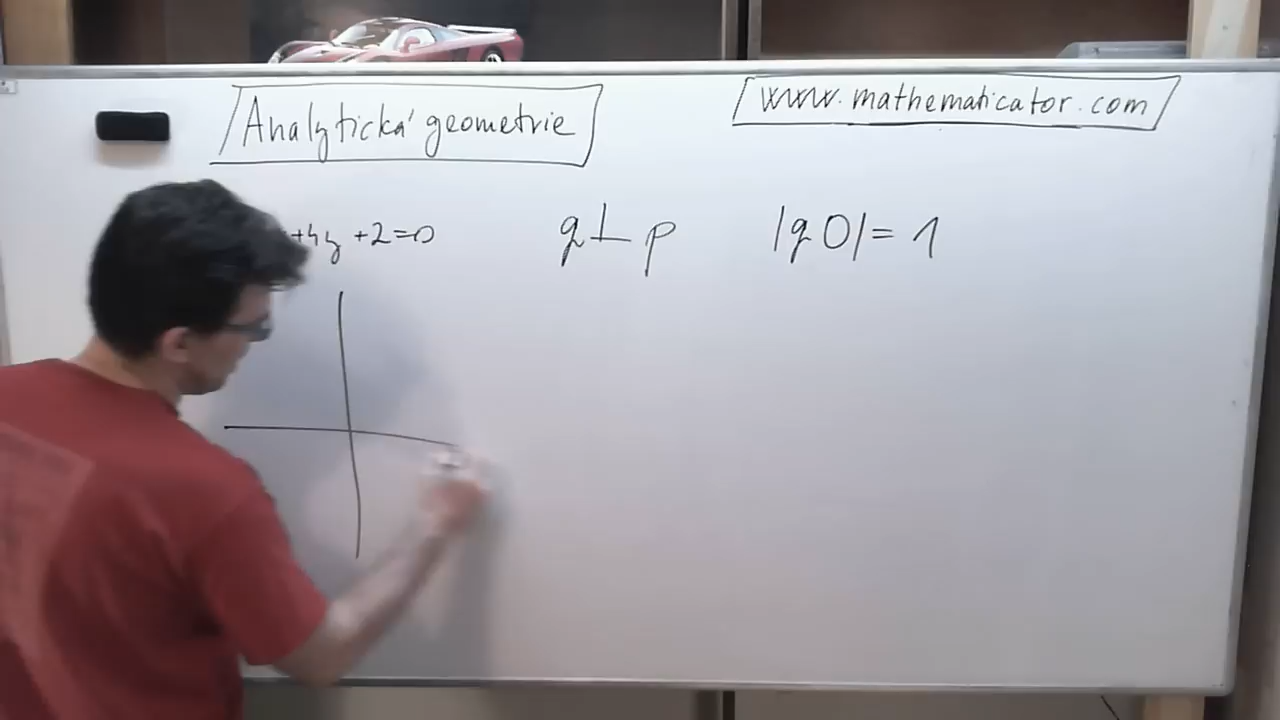 Analytická geometrie
www.mathematicator.com
+4y +2=0
q⊥p
|qO|= 1